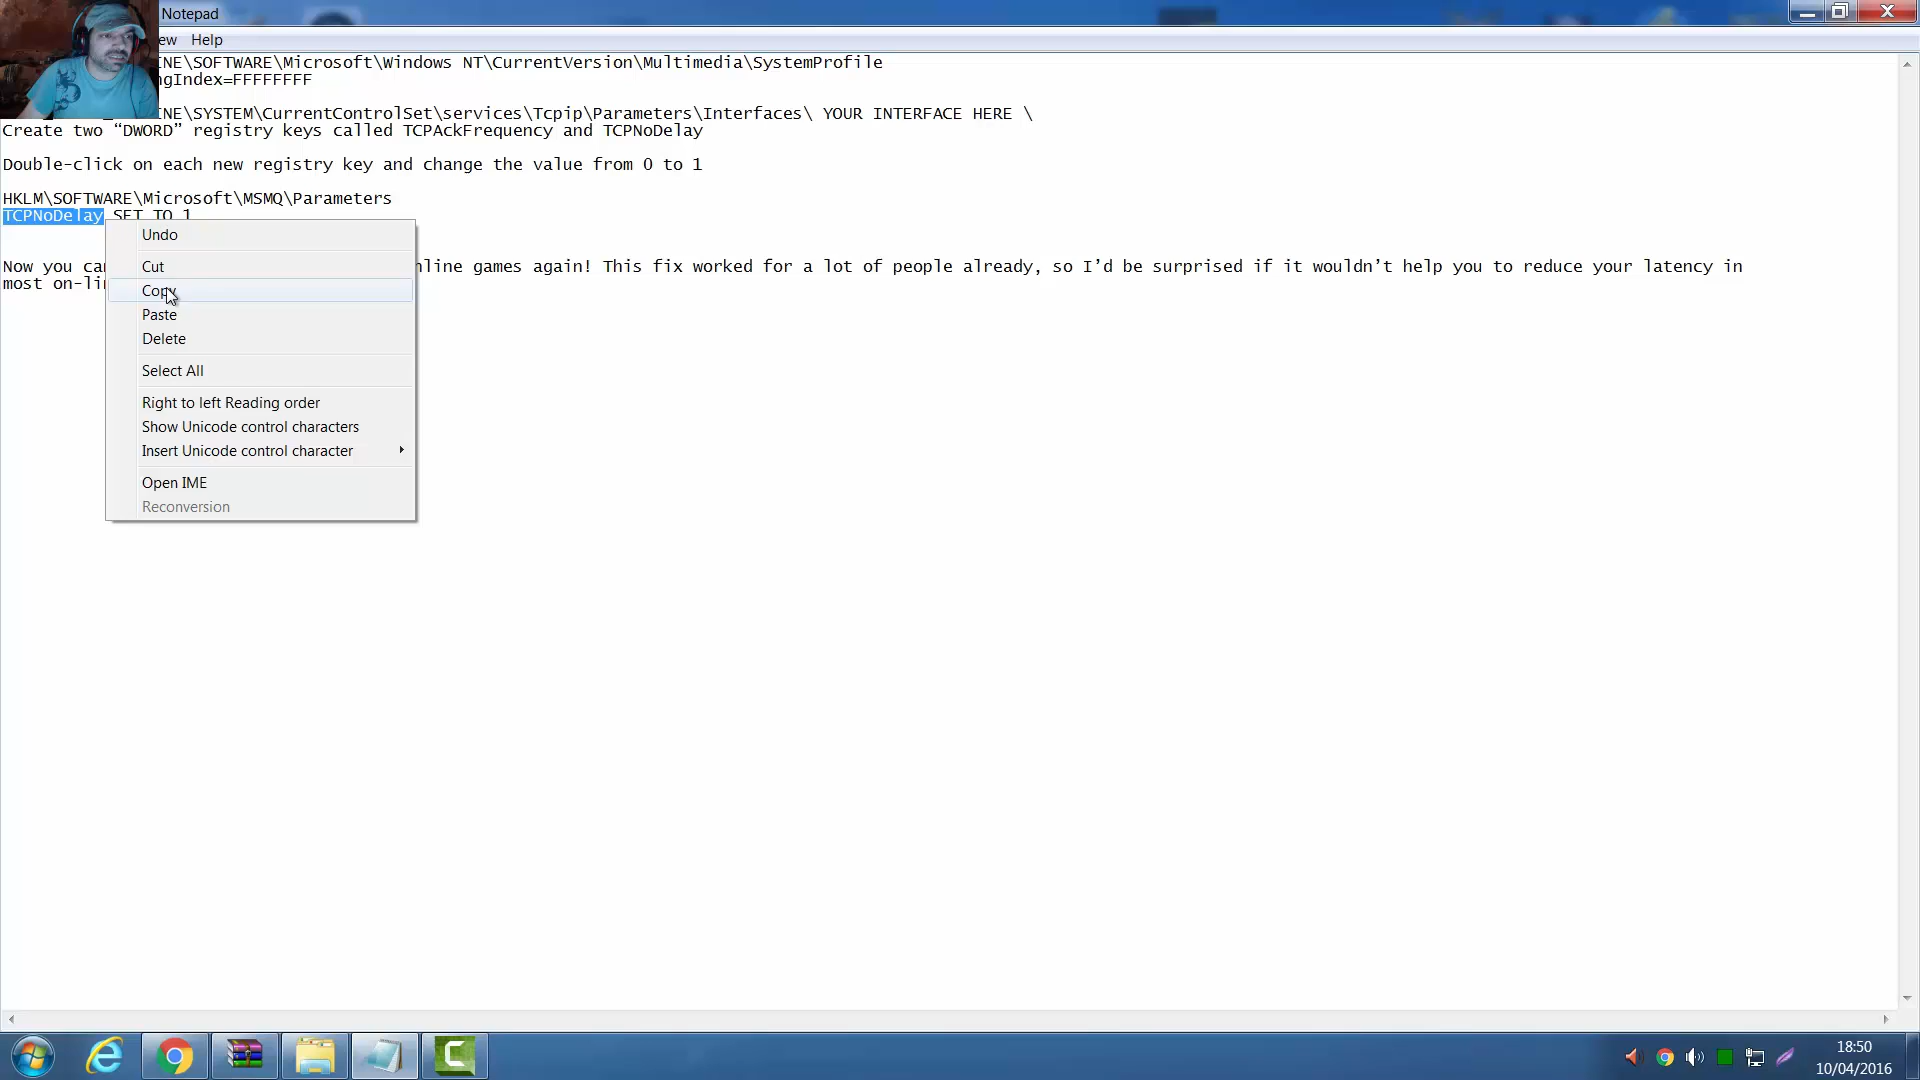 Notepad
ew Help
NE\SOFTWARE\Microsoft\Windows NT\CurrentVersion\Multimedia\SystemProfile
ngIndex=FFFFFFFF
NE\SYSTEM\CurrentControlSet\services\Tcpip\Parameters\Interfaces\ YOUR INTERFACE HERE \
Create two “DWORD” registry keys called TCPAckFrequency and TCPNoDelay
Double-click on each new registry key and change the value from 0 to 1
HKLM\SOFTWARE\Microsoft\MSMQ\Parameters
TCPNoDelay SET TO 1
Undo
Now you can nline games again! This fix worked for a lot of people already, so I’d be surprised if it wouldn’t help you to reduce your latency in
most on-li
Cut
Copy
Paste
Delete
Select All
Right to left Reading order
Show Unicode control characters
Insert Unicode control character
Open IME
Reconversion
18:50
10/04/2016